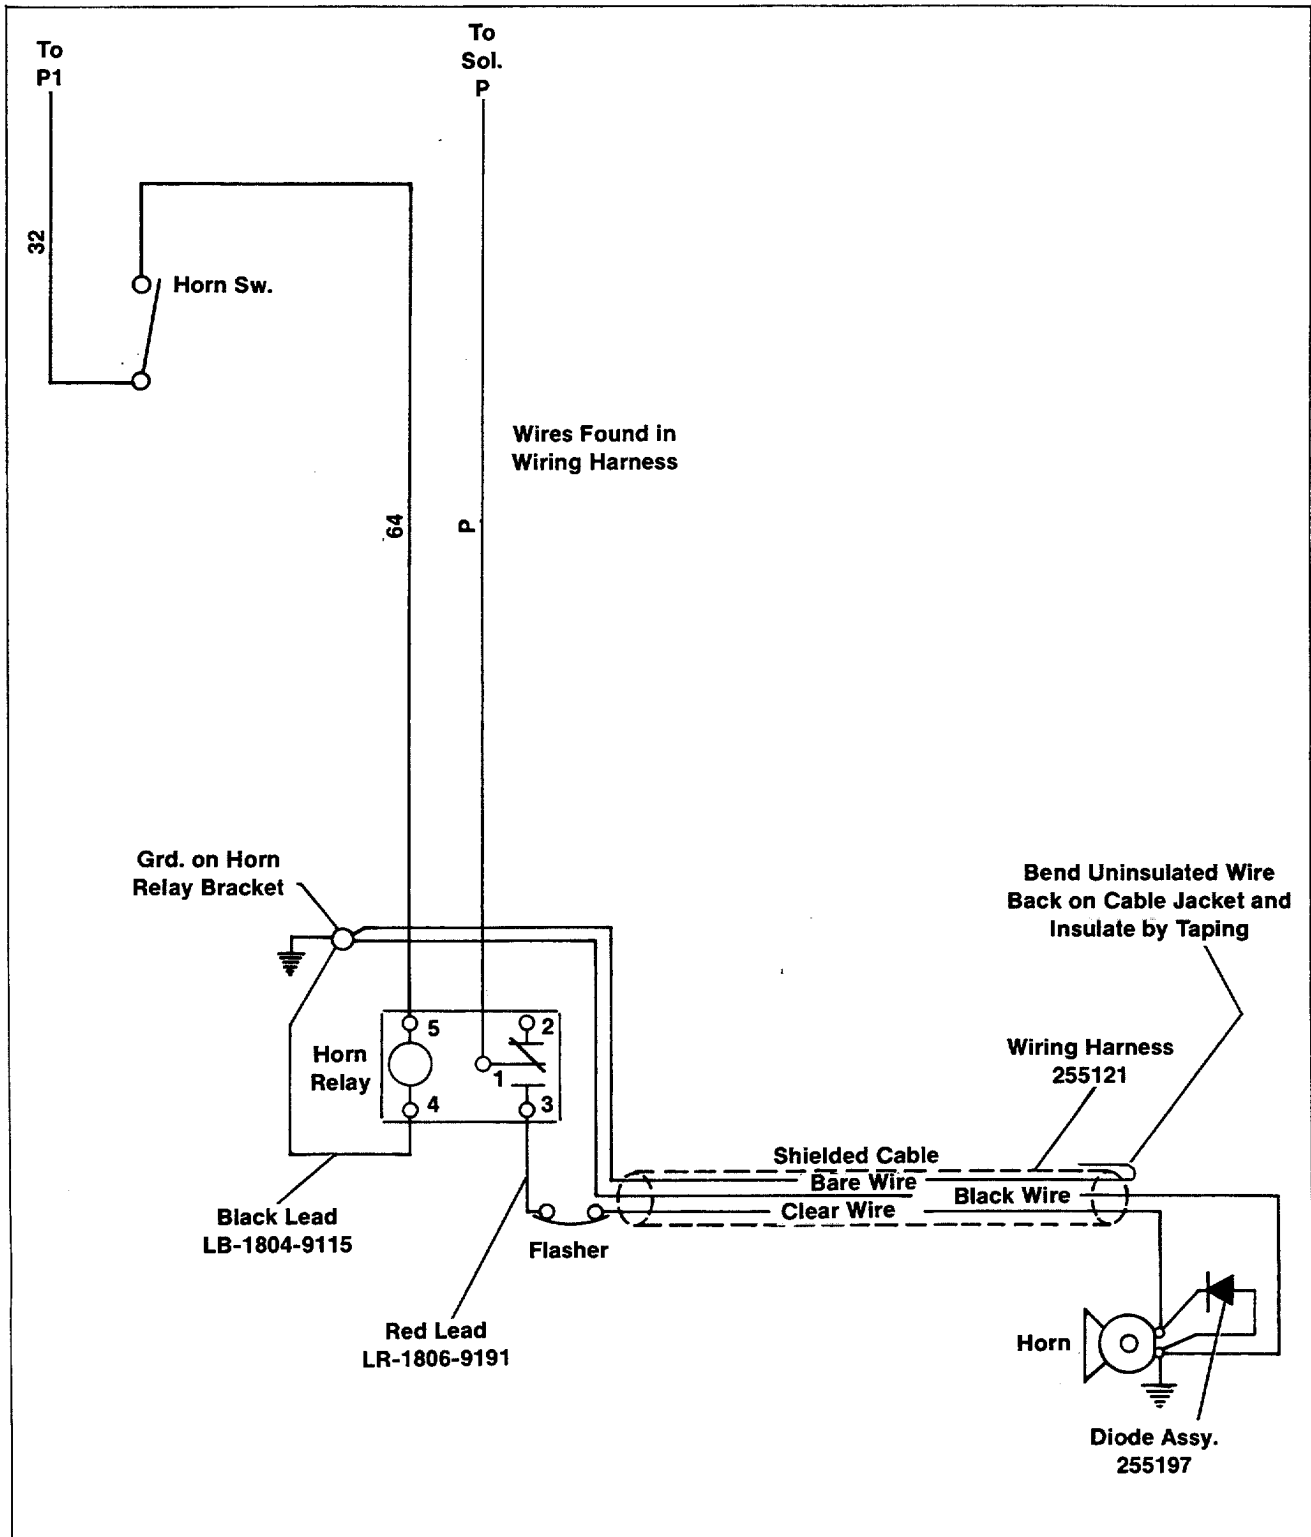 To
P1
To
Sol.
P
32
Horn Sw.
Wires Found in
Wiring Harness
64
P
Grd. on Horn
Relay Bracket
Bend Uninsulated Wire
Back on Cable Jacket and
Insulate by Taping
Horn
Relay
5
2
1
4
3
Wiring Harness
255121
Shielded Cable
Bare Wire
Black Wire
Clear Wire
Black Lead
LB-1804-9115
Flasher
Red Lead
LR-1806-9191
Horn
Diode Assy.
255197